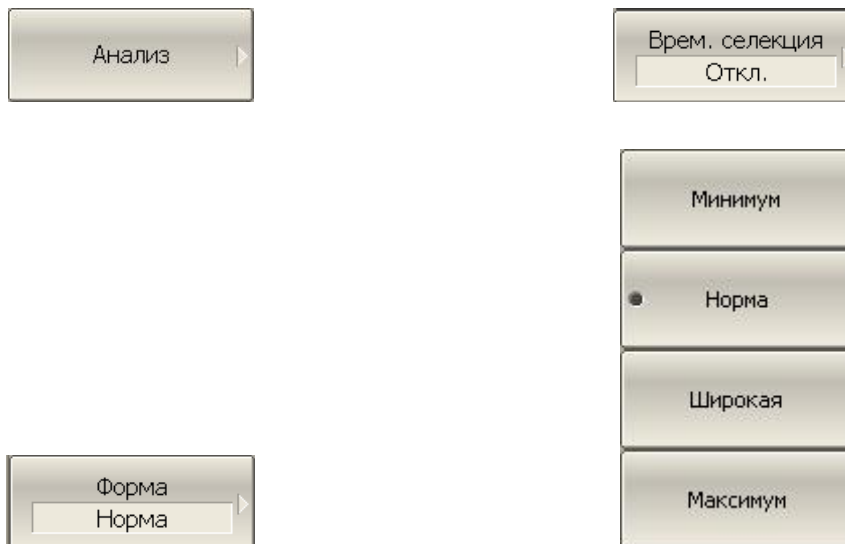 Анализ
Врем. селекция
Откл.
Минимум
Норма
Широкая
Максимум
Форма
Норма